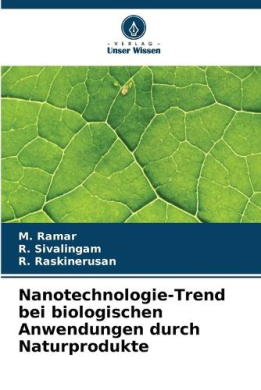 - VERLAG -
Unser Wissen
M. Ramar
R. Sivalingam
R. Raskinerusan
Nanotechnologie-Trend
bei biologischen
Anwendungen durch
Naturprodukte